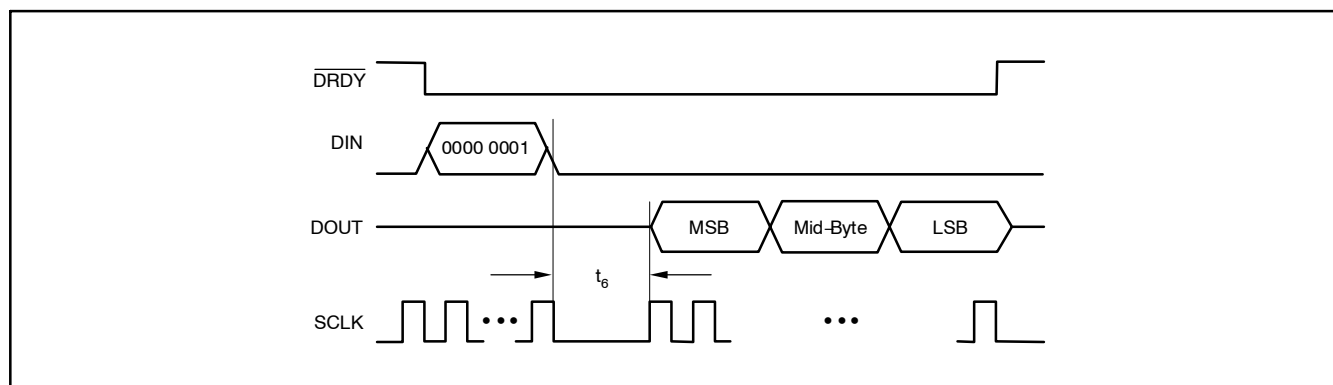 DRDY
DIN 0000 0001
DOUT MSB Mid-Byte LSB
t6
SCLK